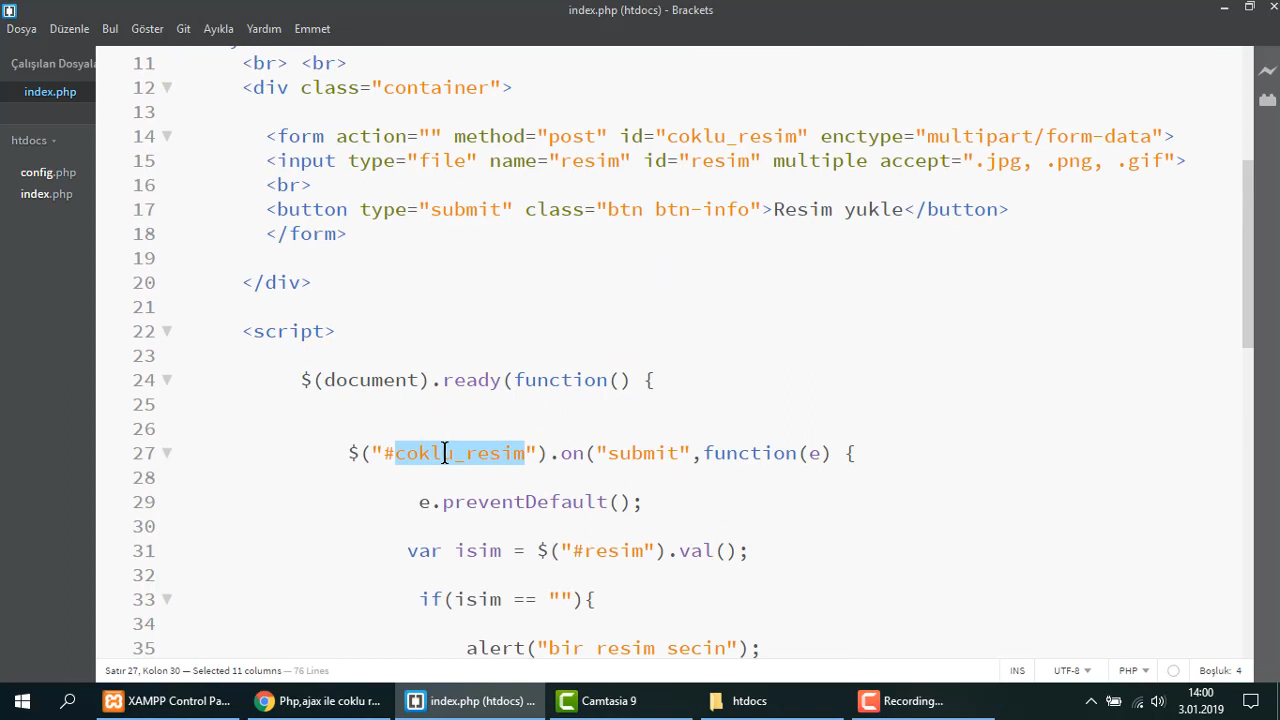 index.php (htdocs) - Brackets
Dosya Düzenle Bul Göster Git Ayıkla Yardım Emmet
Çalışılan Dosyala
index.php
htdocs
config.php
index.php
11 <br> <br>
12 <div class="container">
13
14 <form action="" method="post" id="coklu_resim" enctype="multipart/form-data">
15 <input type="file" name="resim" id="resim" multiple accept=".jpg, .png, .gif">
16 <br>
17 <button type="submit" class="btn btn-info">Resim yukle</button>
18 </form>
19
20 </div>
21
22 <script>
23
24 $(document).ready(function() {
25
26
27 $("#coklu_resim").on("submit",function(e) {
28
29 e.preventDefault();
30
31 var isim = $("#resim").val();
32
33 if(isim == ""){
34
35 alert("bir resim secin");
Satır 27, Kolon 30 — Selected 11 columns — 76 Lines
INS UTF-8 PHP Boşluk: 4
XAMPP Control Pa...
Php,ajax ile coklu r...
index.php (htdocs) ...
Camtasia 9
htdocs
Recording...
14:00
3.01.2019